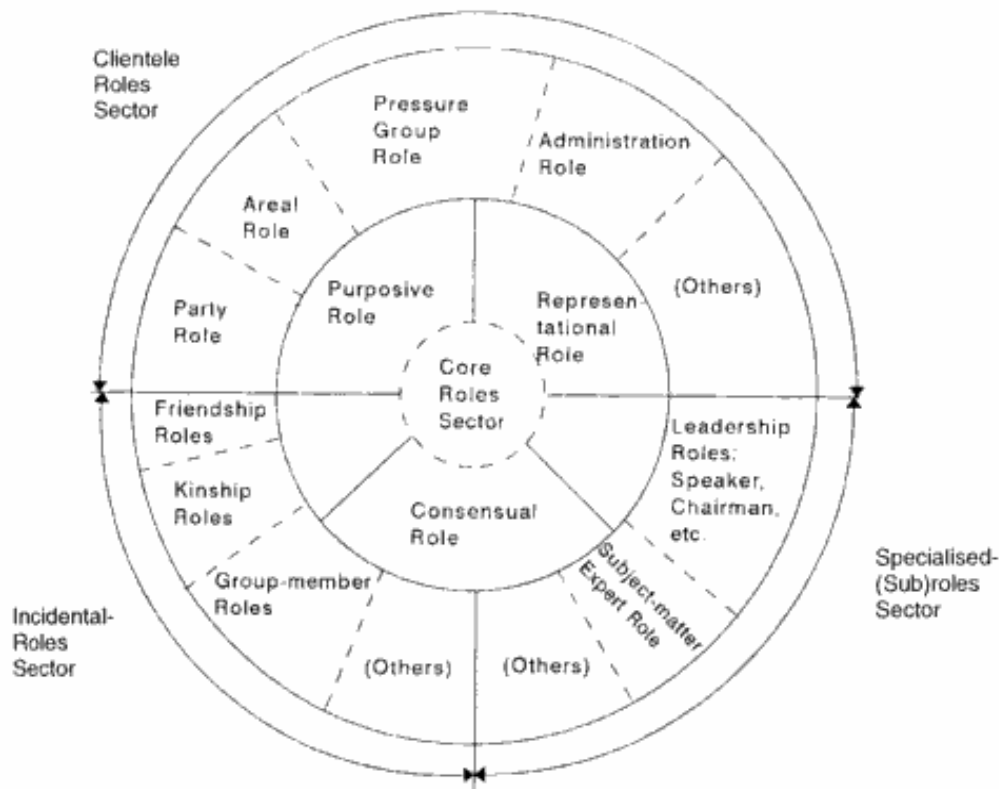 Clientele
Roles
Sector
Pressure
Group
Role
Administration
Role
Areal
Role
(Others)
Party
Role
Purposive
Role
Represen-
tational
Role
Core
Roles
Sector
Friendship
Roles
Kinship
Roles
Group-member
Roles
Consensual
Role
Leadership
Roles:
Speaker,
Chairman,
etc.
Subject-matter
Expert Role
(Others)
(Others)
Incidental-
Roles
Sector
Specialised-
(Sub)roles
Sector